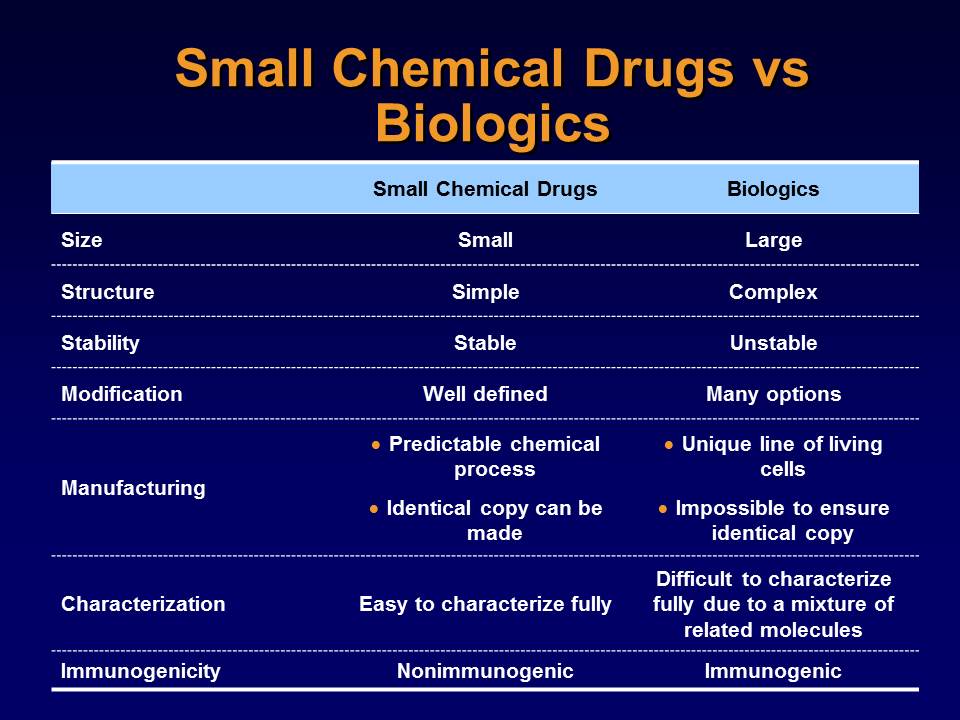 Small Chemical Drugs vs
Biologics
Small Chemical Drugs Biologics
Size Small Large
Structure Simple Complex
Stability Stable Unstable
Modification Well defined Many options
Manufacturing
• Predictable chemical
process
• Identical copy can be
made
• Unique line of living
cells
• Impossible to ensure
identical copy
Characterization Easy to characterize fully
Difficult to characterize
fully due to a mixture of
related molecules
Immunogenicity Nonimmunogenic Immunogenic